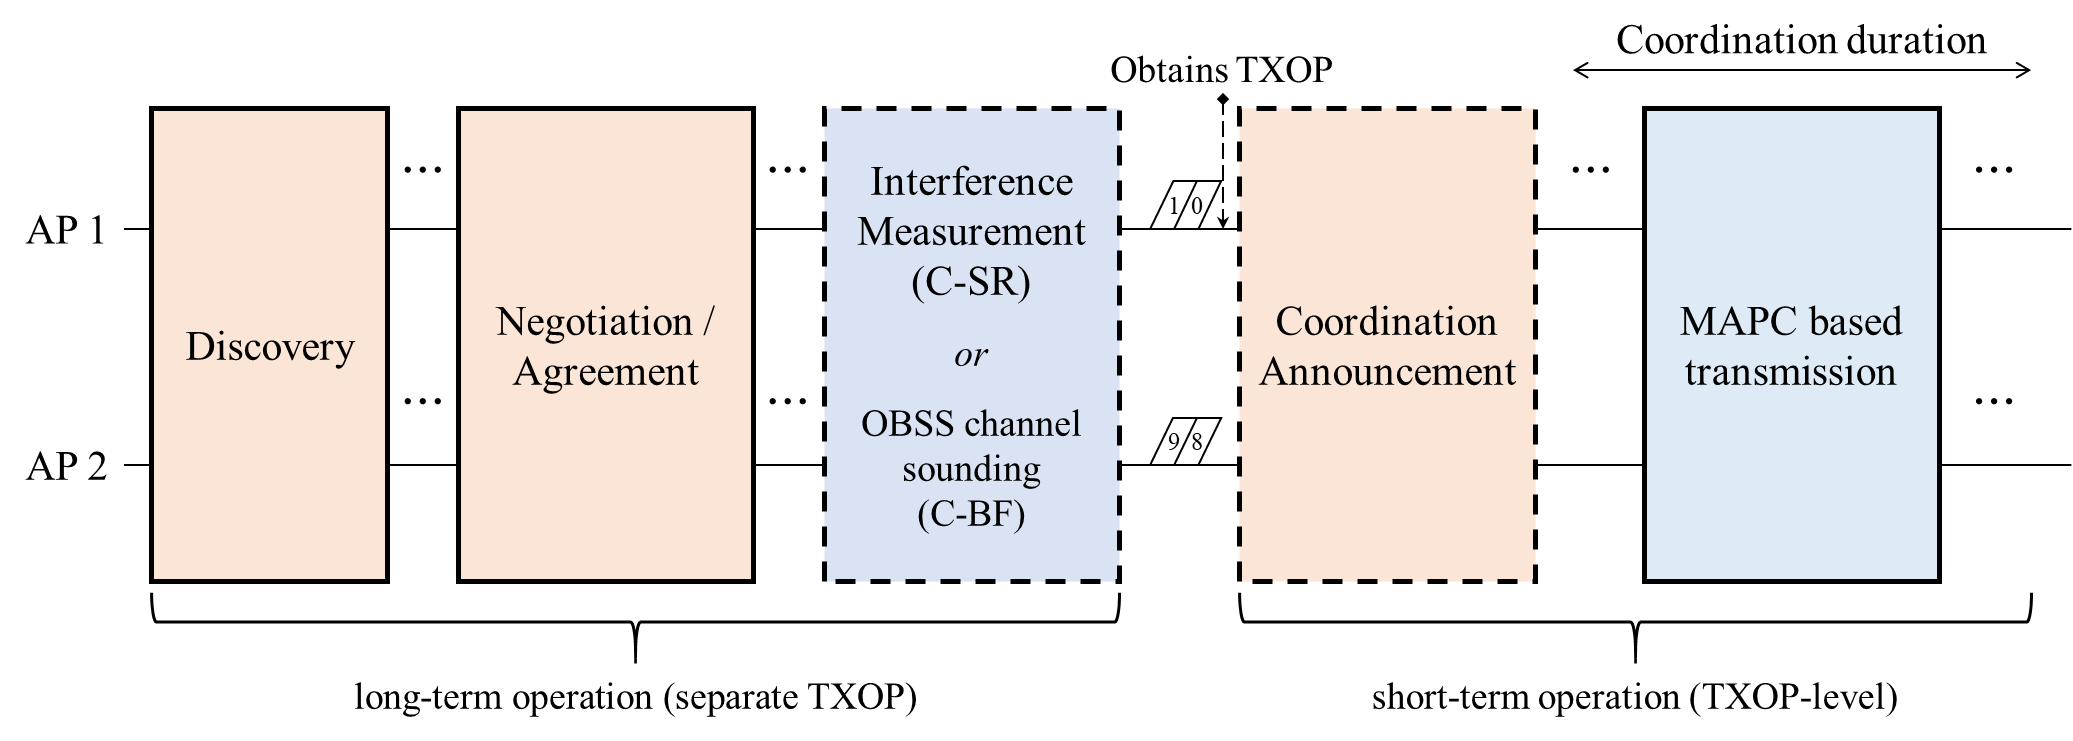 Coordination duration
Obtains TXOP
AP 1
AP 2
Discovery
...
...
Negotiation /
Agreement
...
...
Interference
Measurement
(C-SR)
or
OBSS channel
sounding
(C-BF)
1 0
9 8
Coordination
Announcement
...
MAPC based
transmission
...
...
long-term operation (separate TXOP)
short-term operation (TXOP-level)